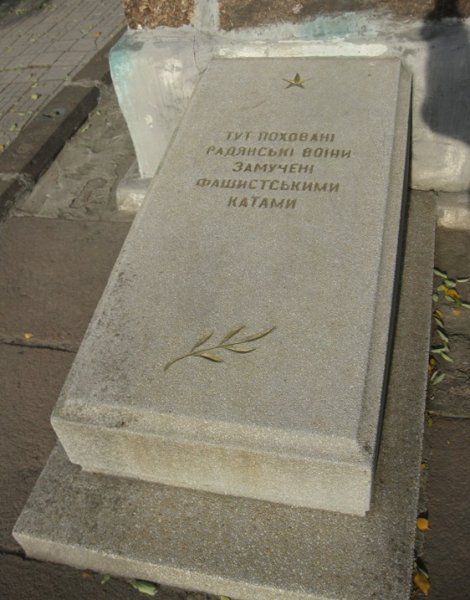 ТУТ ПОХОВАНІ
РАДЯНСЬКІ ВОЇНИ
ЗАМУЧЕНІ
ФАШИСТСЬКИМИ
КАТАМИ